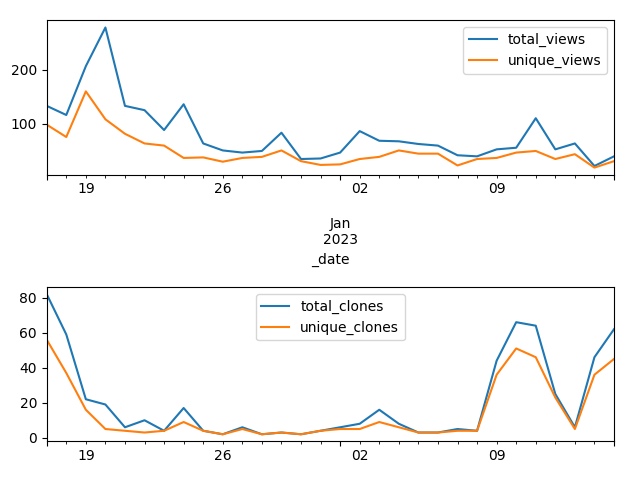 total_views
unique_views
200
100
19 26 02 09
Jan
2023
_date
total_clones
unique_clones
80
60
40
20
0
19 26 02 09